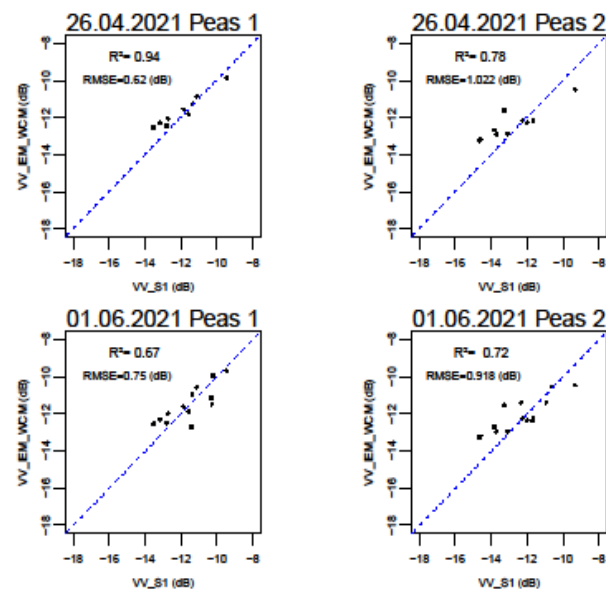 26.04.2021 Peas 1
R²= 0.94
RMSE=0.62 (dB)
VV_IEM_WCM (dB)
-8
-10
-12
-14
-16
-18
-18 -16 -14 -12 -10 -8
VV_S1 (dB)
26.04.2021 Peas 2
R²= 0.78
RMSE=1.022 (dB)
VV_IEM_WCM (dB)
-8
-10
-12
-14
-16
-18
-18 -16 -14 -12 -10 -8
VV_S1 (dB)
01.06.2021 Peas 1
R²= 0.67
RMSE=0.75 (dB)
VV_IEM_WCM (dB)
-8
-10
-12
-14
-16
-18
-18 -16 -14 -12 -10 -8
VV_S1 (dB)
01.06.2021 Peas 2
R²= 0.72
RMSE=0.918 (dB)
VV_IEM_WCM (dB)
-8
-10
-12
-14
-16
-18
-18 -16 -14 -12 -10 -8
VV_S1 (dB)